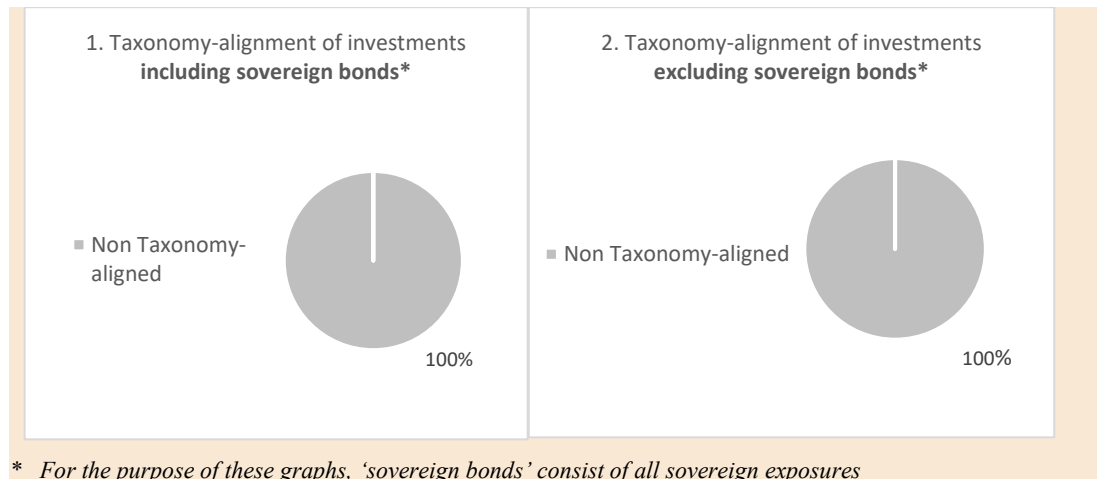 1. Taxonomy-alignment of investments
including sovereign bonds*
Non Taxonomy-
aligned
100%
2. Taxonomy-alignment of investments
excluding sovereign bonds*
Non Taxonomy-aligned
100%
* For the purpose of these graphs, ‘sovereign bonds’ consist of all sovereign exposures